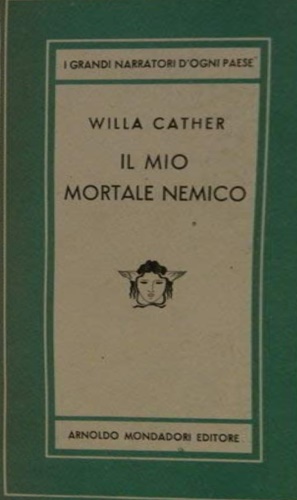 I GRANDI NARRATORI D'OGNI PAESE
WILLA CATHER
IL MIO
MORTALE NEMICO
ARNOLDO MONDADORI EDITORE